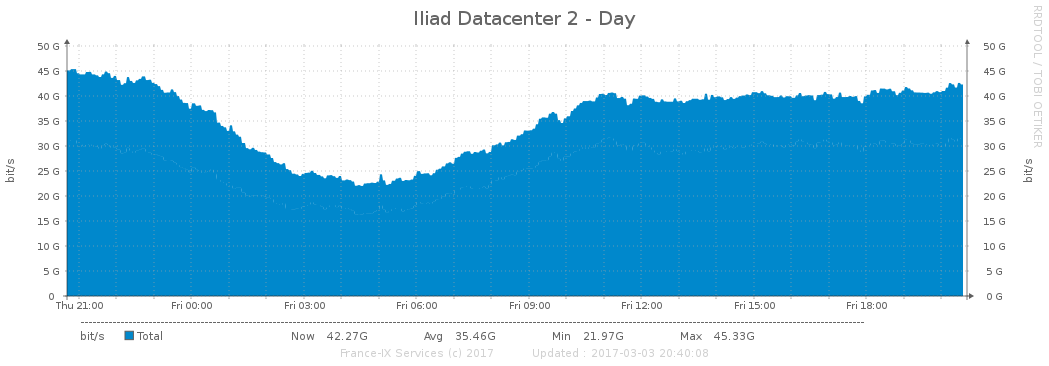 Iliad Datacenter 2 - Day
RRDTOOL / TOBI OETIKER
bit/s
50 G 50 G
45 G 45 G
40 G 40 G
35 G 35 G
30 G 30 G
25 G 25 G
20 G 20 G
15 G 15 G
10 G 10 G
5 G 5 G
0 0 G
bit/s
Thu 21:00 Fri 00:00 Fri 03:00 Fri 06:00 Fri 09:00 Fri 12:00 Fri 15:00 Fri 18:00
bit/s Total Now 42.27G Avg 35.46G Min 21.97G Max 45.33G
France-IX Services (c) 2017 Updated : 2017-03-03 20:40:08